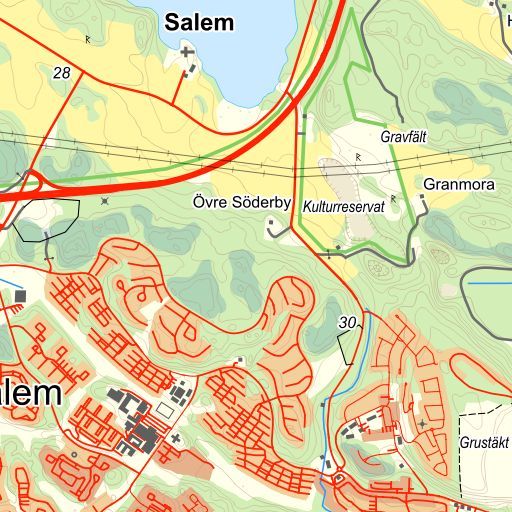 Salem
H
28
Gravfält
Granmora
Övre Söderby
Kulturreservat
R
R
R
30
alem
Grustäkt